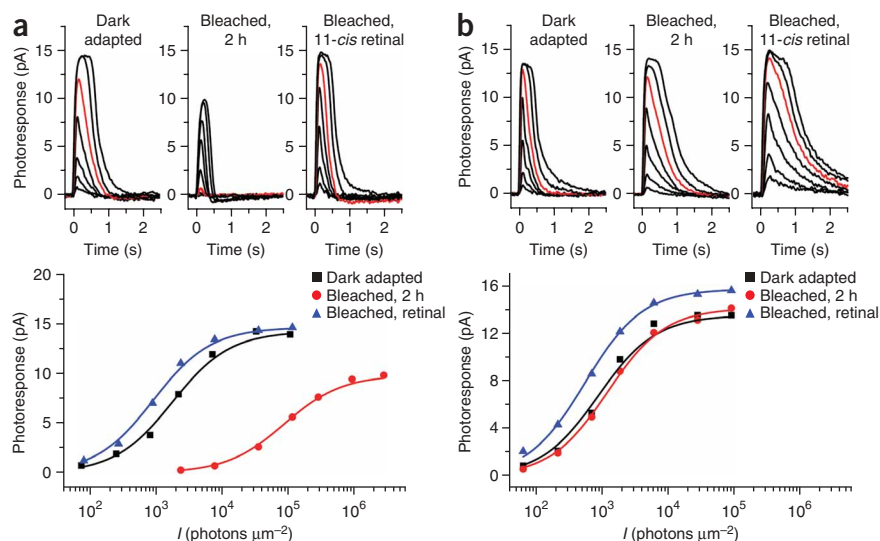 a
Dark adapted
Bleached, 2 h
Bleached, 11-cis retinal
Photoresponse (pA)
15
10
5
0
15
10
5
0
15
10
5
0
0 1 2
0 1 2
0 1 2
Time (s)
Time (s)
Time (s)
Photoresponse (pA)
20
15
10
5
0
Dark adapted
Bleached, 2 h
Bleached, retinal
10² 10³ 10⁴ 10⁵ 10⁶
I (photons μm⁻²)
b
Dark adapted
Bleached, 2 h
Bleached, 11-cis retinal
Photoresponse (pA)
15
10
5
0
15
10
5
0
15
10
5
0
0 1 2
0 1 2
0 1 2
Time (s)
Time (s)
Time (s)
Photoresponse (pA)
16
12
8
4
0
Dark adapted
Bleached, 2 h
Bleached, retinal
10² 10³ 10⁴ 10⁵ 10⁶
I (photons μm⁻²)